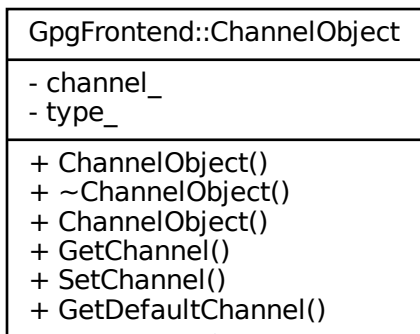 GpgFrontend::ChannelObject
- channel_
- type_
+ ChannelObject()
+ ~ChannelObject()
+ ChannelObject()
+ GetChannel()
+ SetChannel()
+ GetDefaultChannel()